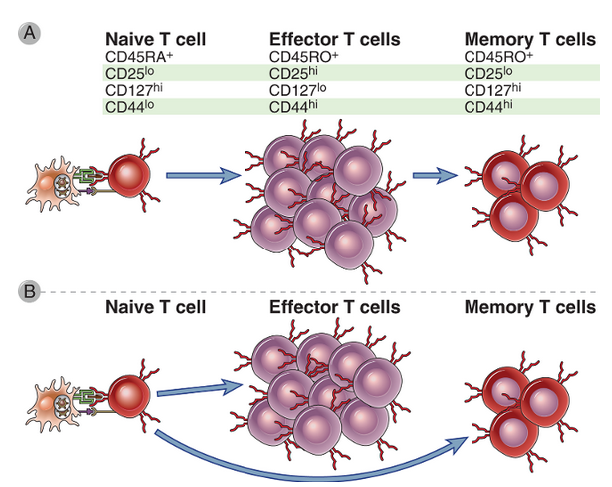 A
Naive T cell Effector T cells Memory T cells
CD45RA⁺ CD45RO⁺ CD45RO⁺
CD25ˡᵒ CD25ʰⁱ CD25ˡᵒ
CD127ʰⁱ CD127ˡᵒ CD127ʰⁱ
CD44ˡᵒ CD44ʰⁱ CD44ʰⁱ
B
Naive T cell Effector T cells Memory T cells